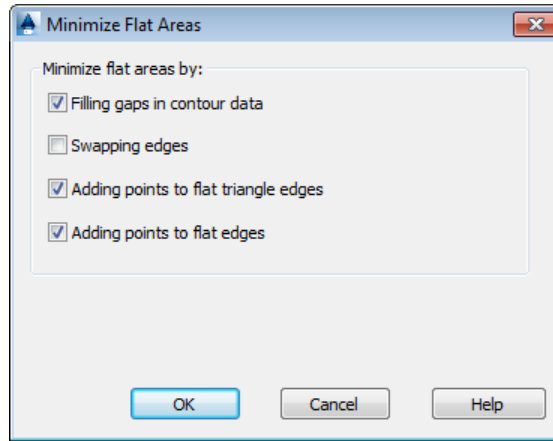 Minimize Flat Areas
Minimize flat areas by:
Filling gaps in contour data
Swapping edges
Adding points to flat triangle edges
Adding points to flat edges
OK Cancel Help